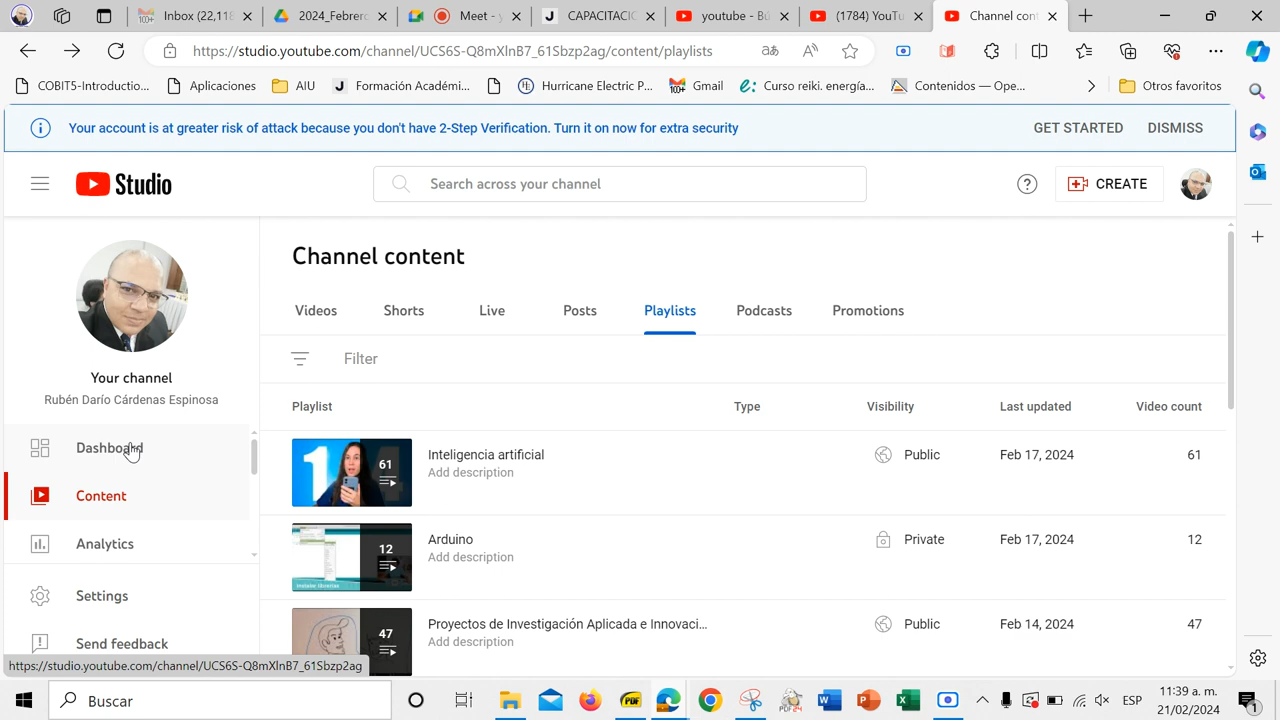 Libro d
Mis últi
2024_Febrerc
Meet - y
CAPACITACIC
youtube - Bú
(1784) YouTu
Channel cont
https://studio.youtube.com/channel/UCS6S-Q8mXlnB7_61Sbzp2ag/content/playlists
COBIT5-Introductio...
Aplicaciones
AIU
Formación Académi...
Hurricane Electric P...
100+
Gmail
Curso reiki. energía...
Contenidos — Ope...
Otros favoritos
Your account is at greater risk of attack because you don't have 2-Step Verification. Turn it on now for extra security
GET STARTED
DISMISS
Studio
Search across your channel
CREATE
Your channel
Rubén Darío Cárdenas Espinosa
Dashboard
Content
Analytics
Settings
Send feedback
Channel content
Videos
Shorts
Live
Posts
Playlists
Podcasts
Promotions
Filter
Playlist
Type
Visibility
Last updated
Video count
61
Inteligencia artificial
Add description
Public
Feb 17, 2024
61
12
Arduino
Add description
Private
Feb 17, 2024
12
47
Proyectos de Investigación Aplicada e Innovaci...
Add description
Public
Feb 14, 2024
47
https://studio.youtube.com/channel/UCS6S-Q8mXlnB7_61Sbzp2ag
Buscar
ESP
11:39 a. m.
21/02/2024